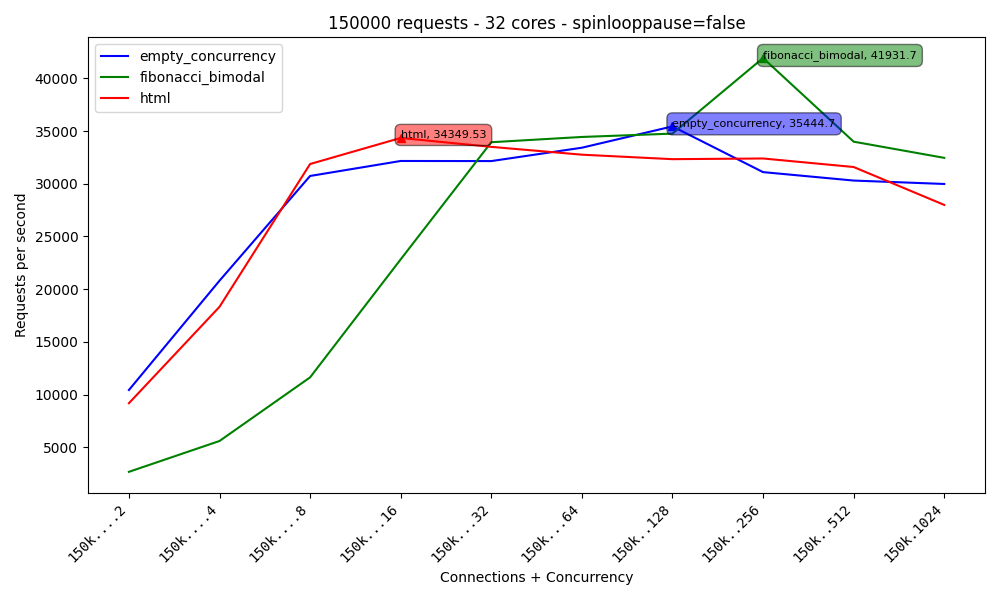 150000 requests - 32 cores - spinlooppause=false
empty_concurrency
fibonacci_bimodal
html
fibonacci_bimodal, 41931.7
empty_concurrency, 35444.7
html, 34349.53
Requests per second
40000
35000
30000
25000
20000
15000
10000
5000
150k....2
150k....4
150k....8
150k...16
150k...32
150k...64
150k..128
150k..256
150k..512
150k.1024
Connections + Concurrency